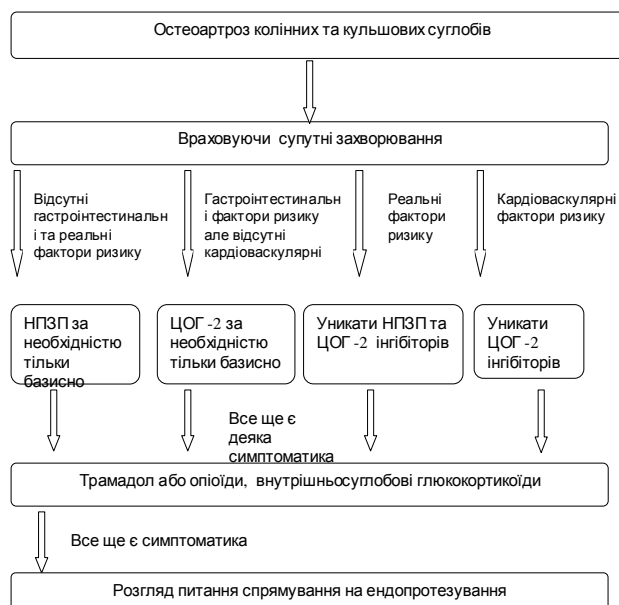 Остеоартроз колінних та кульшових суглобів
Враховуючи супутні захворювання
Відсутні
гастроінтестинальн
і та реальні
фактори ризику
Гастроінтестинальн
і фактори ризику
але відсутні
кардіоваскулярні
Реальні
фактори
ризику
Кардіоваскулярні
фактори ризику
НПЗП за
необхідністю
тільки
базисно
ЦОГ -2 за
необхідністю
тільки базисно
Уникати НПЗП та
ЦОГ -2 інгібіторів
Уникати
ЦОГ -2
інгібіторів
Все ще є
деяка
симптоматика
Трамадол або опіоїди, внутрішньосуглобові глюкокортикоїди
Все ще є симптоматика
Розгляд питання спрямування на ендопротезування